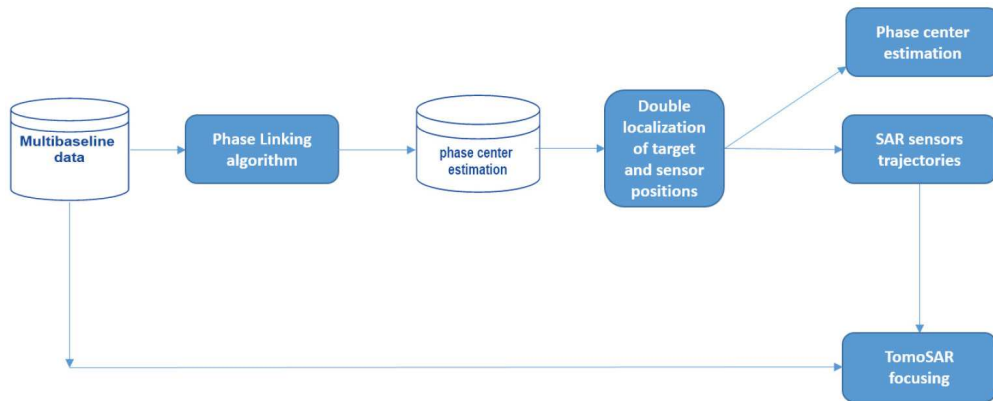 Multibaseline
data
Phase Linking
algorithm
phase center
estimation
Double
localization
of target
and sensor
positions
Phase center
estimation
SAR sensors
trajectories
TomoSAR
focusing